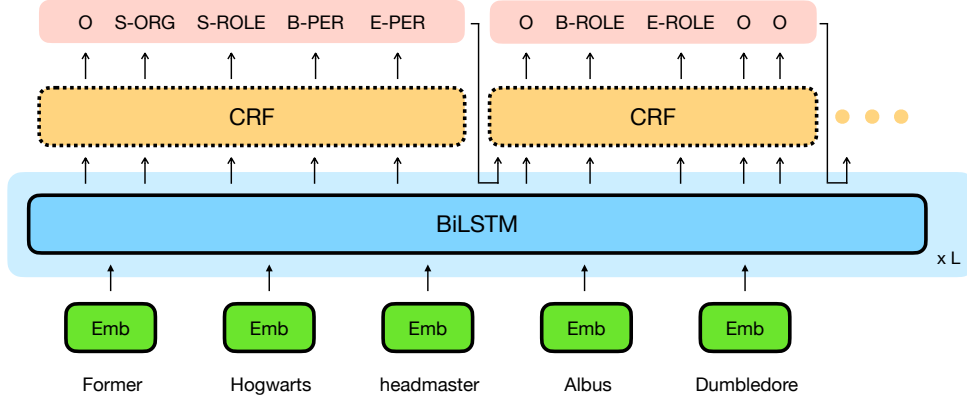 O S-ORG S-ROLE B-PER E-PER O B-ROLE E-ROLE O O
CRF CRF
BiLSTM
x L
Emb Emb Emb Emb Emb
Former Hogwarts headmaster Albus Dumbledore